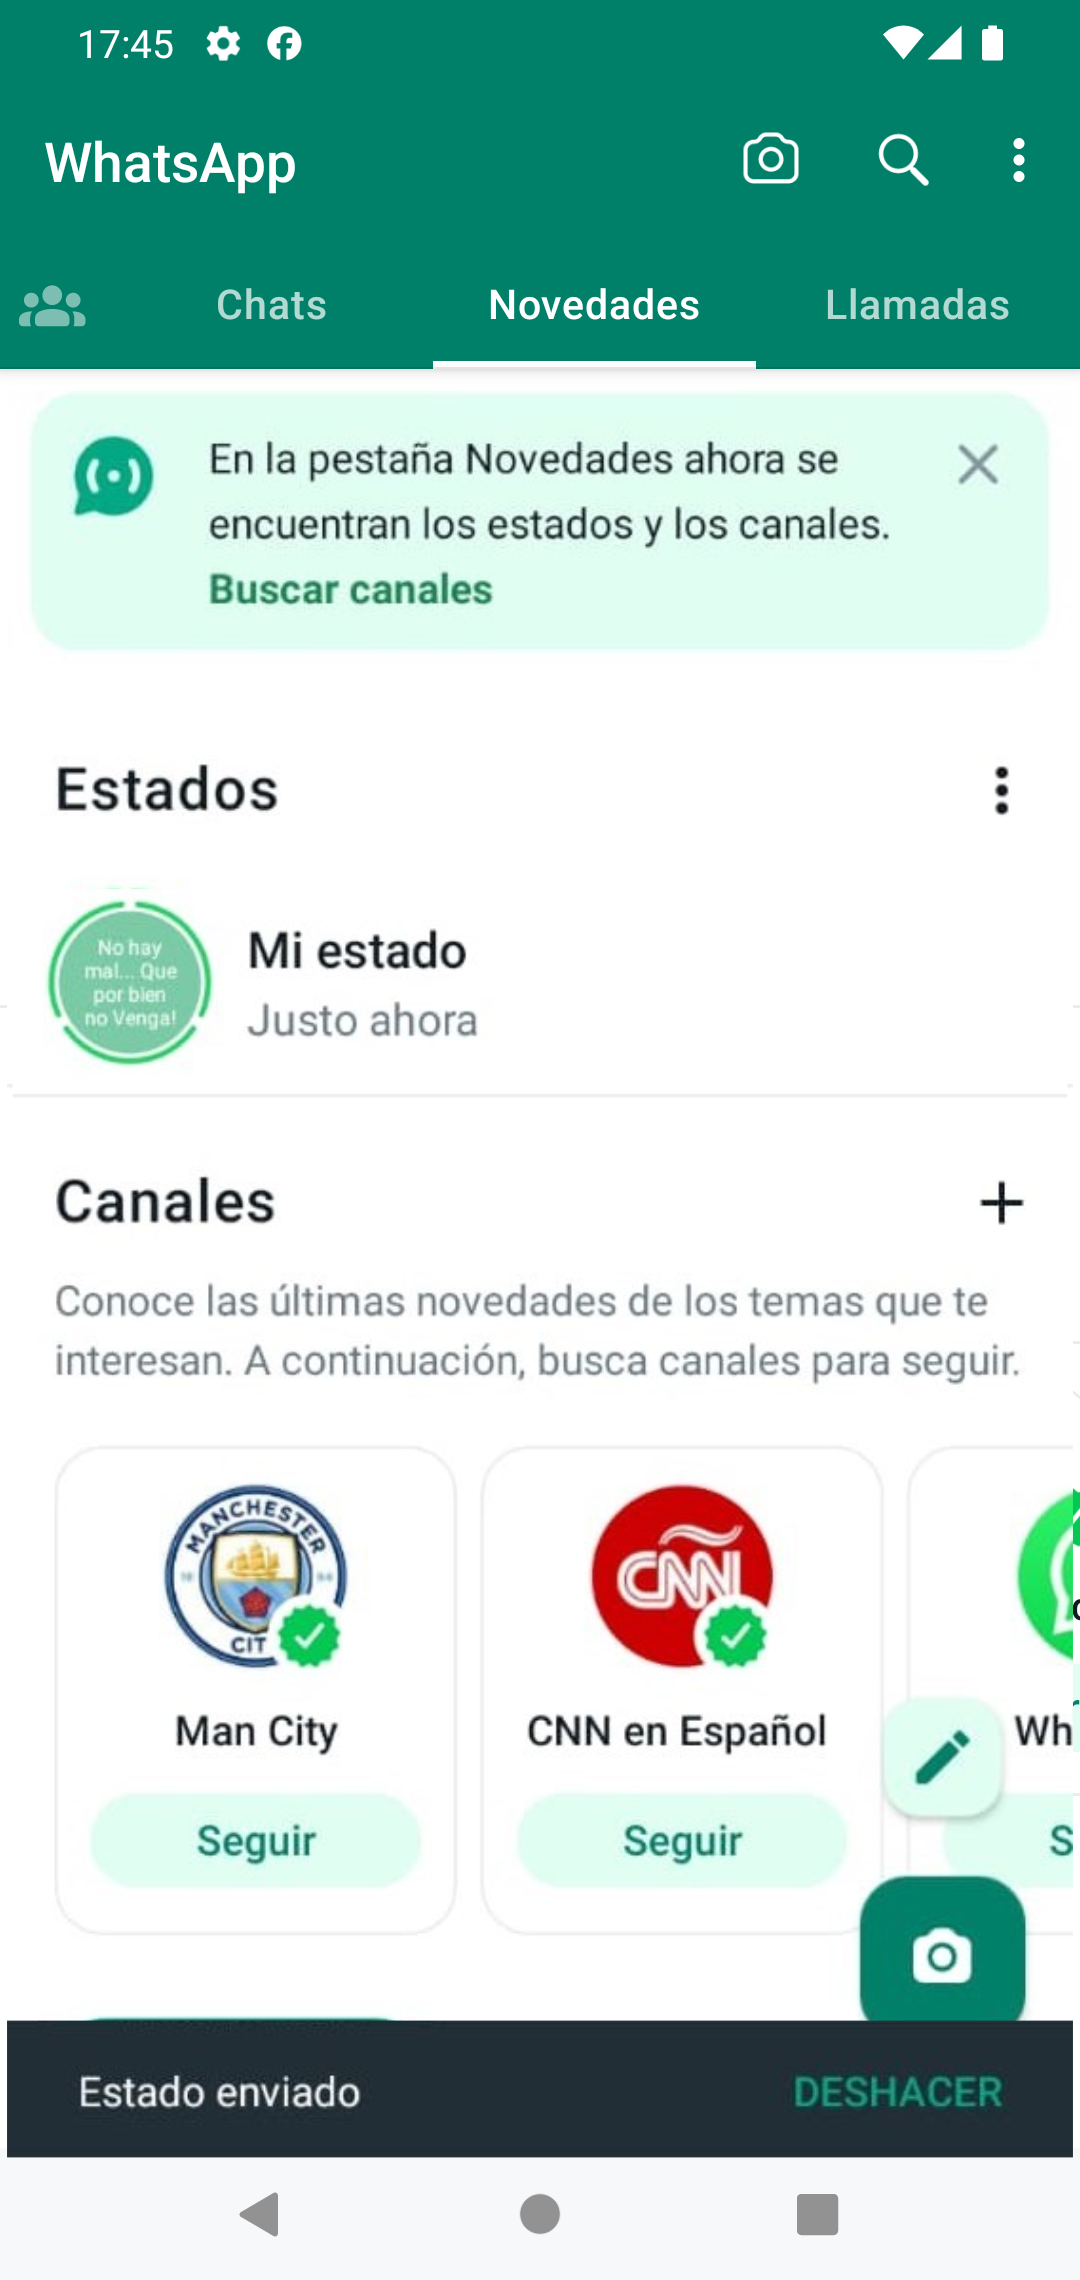 17:45
WhatsApp
Chats
Novedades
Llamadas
En la pestaña Novedades ahora se
encuentran los estados y los canales.
Buscar canales
Estados
No hay
mal... Que
por bien
no Venga!
Mi estado
Justo ahora
Canales
Conoce las últimas novedades de los temas que te
interesan. A continuación, busca canales para seguir.
MANCHESTER
CIT
CNN
Man City
CNN en Español
Wh
Seguir
Seguir
S
Estado enviado
DESHACER